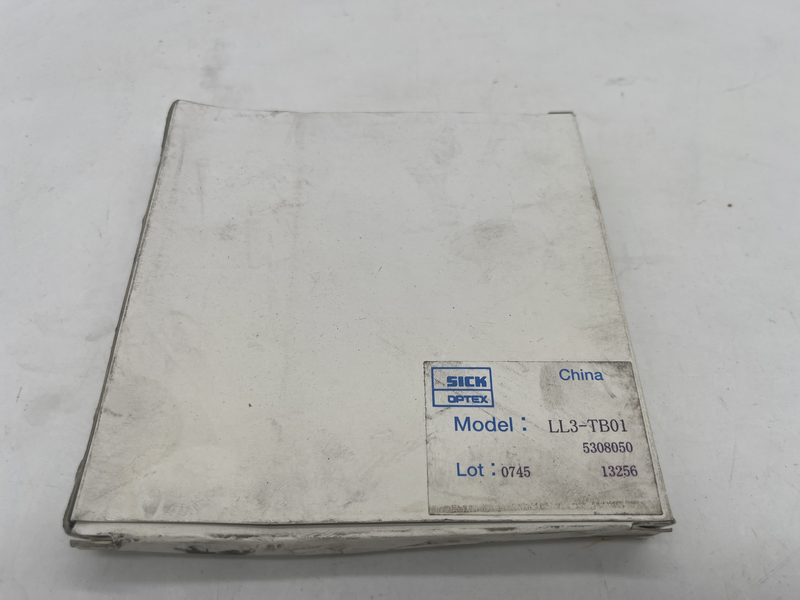 SICK
OPTEX
China
Model: LL3-TB01
5308050
Lot: 0745 13256